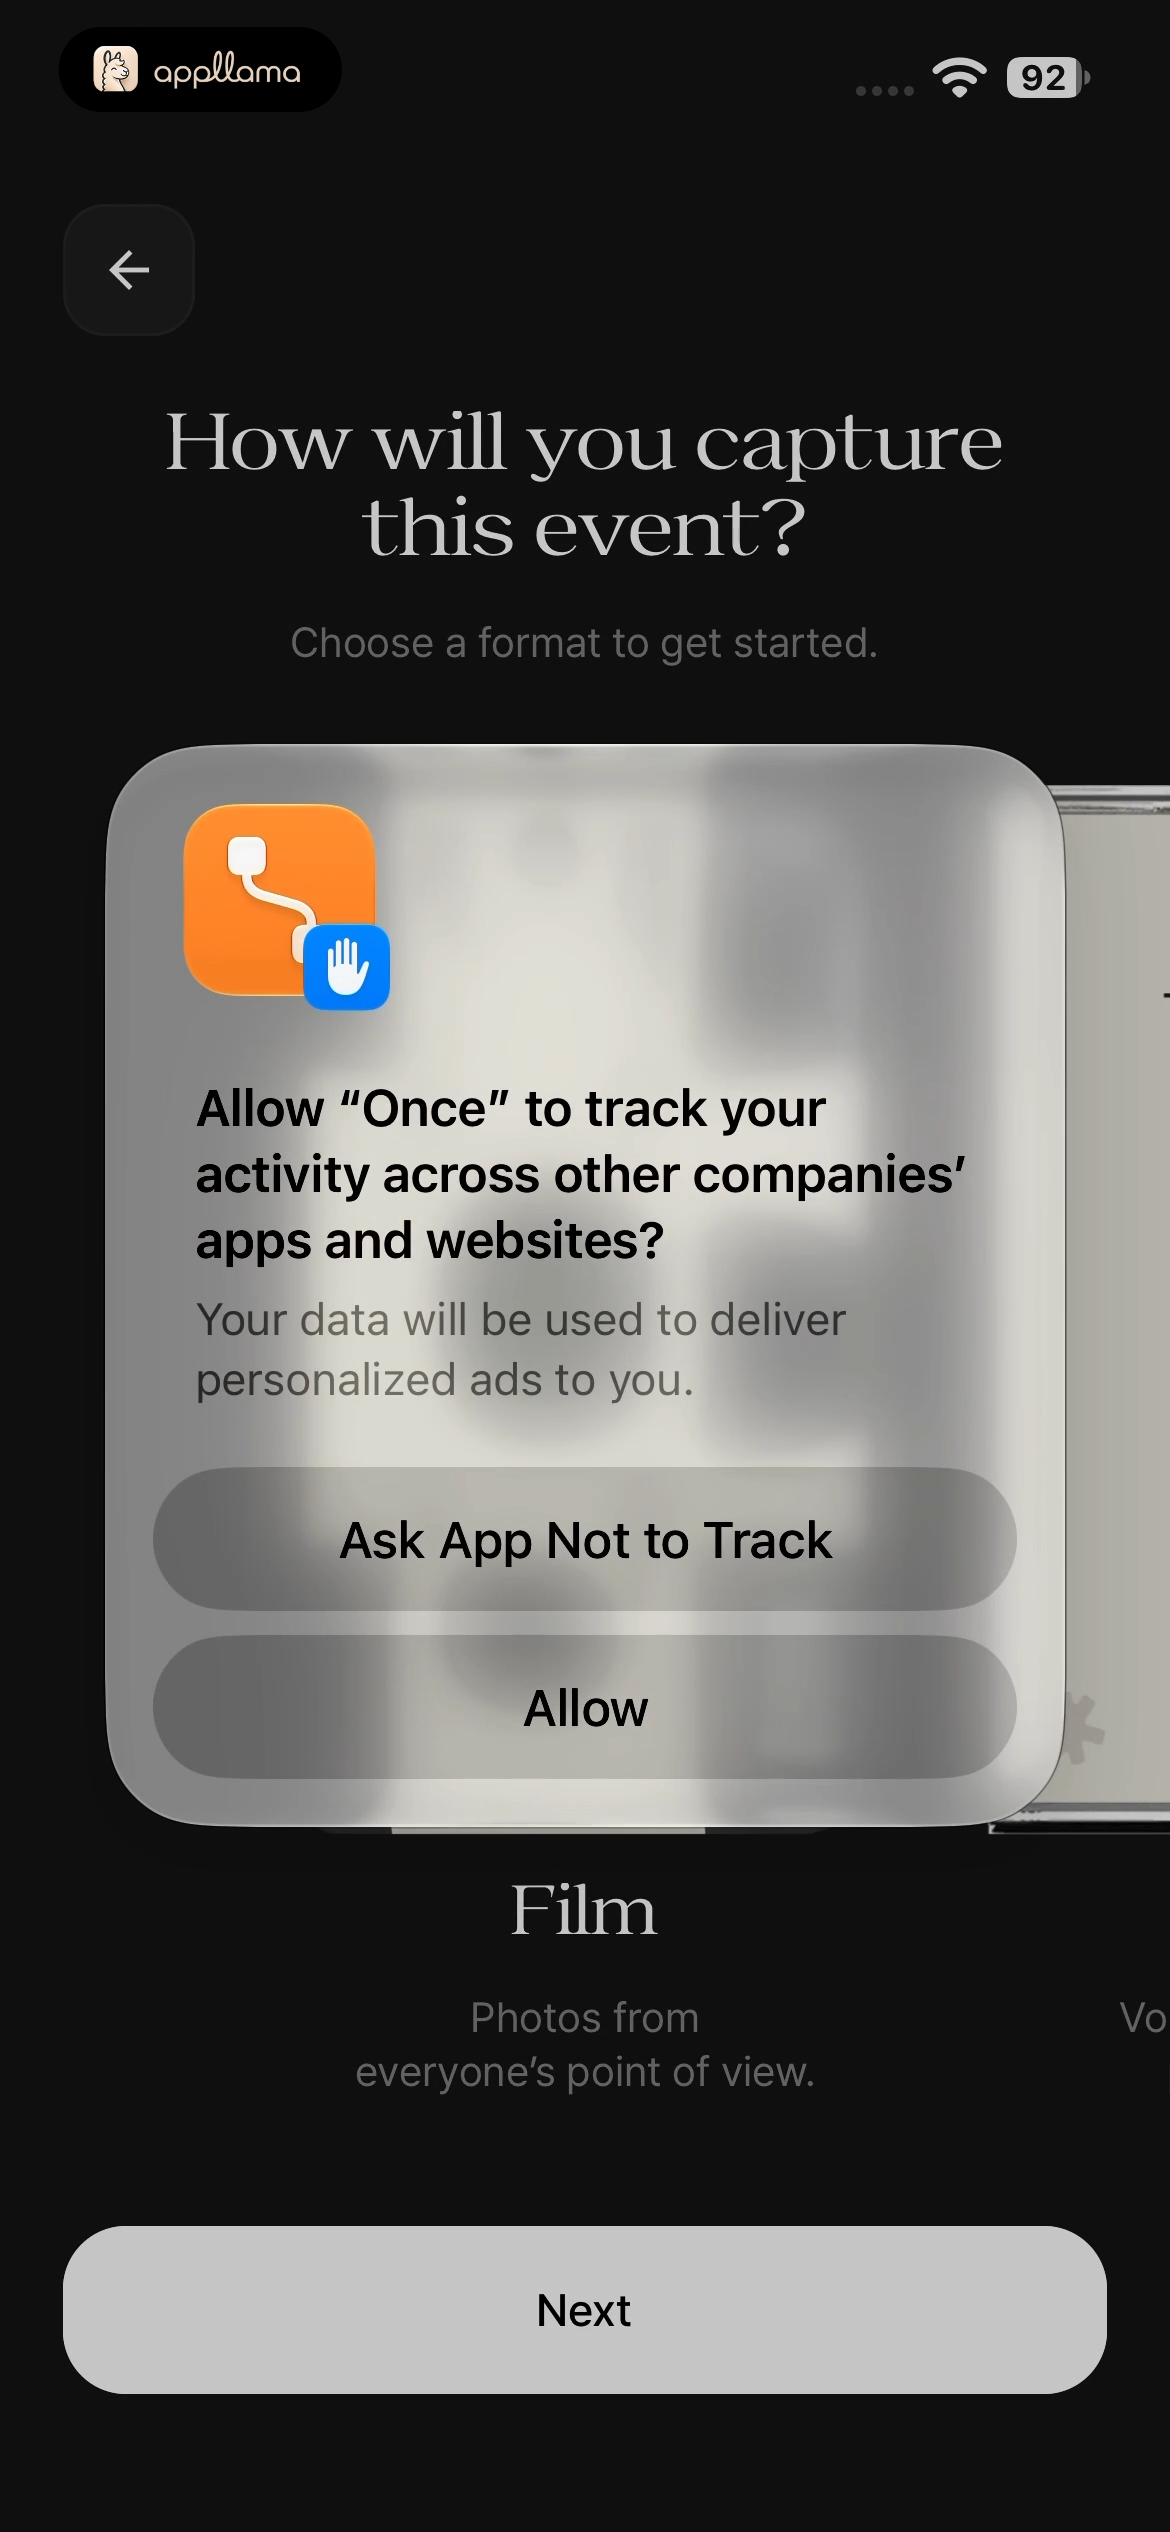 appllama
92
How will you capture
this event?
Choose a format to get started.
Allow “Once” to track your
activity across other companies’
apps and websites?
Your data will be used to deliver
personalized ads to you.
Ask App Not to Track
Allow
Film
Photos from
everyone’s point of view.
Vo
Next